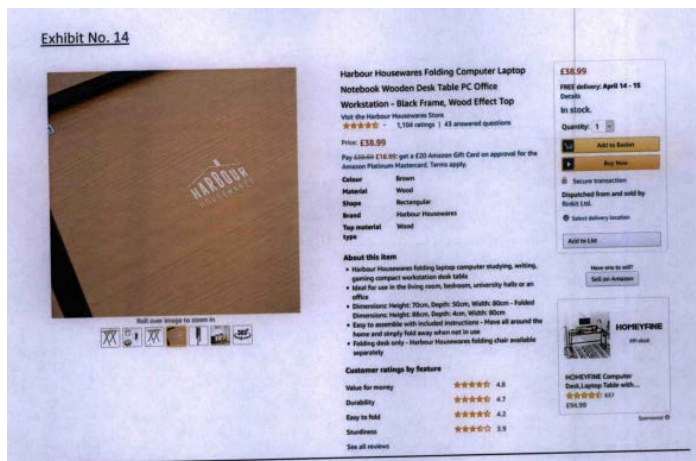 Exhibit No. 14
HARBOUR
HOUSEWARES
Roll over image to zoom in
360°
Harbour Housewares Folding Computer Laptop
Notebook Wooden Desk Table PC Office
Workstation - Black Frame, Wood Effect Top
Visit the Harbour Housewares Store
1,104 ratings | 43 answered questions
Price: £38.99
Pay £38.99 £18.99: get a £20 Amazon Gift Card on approval for the
Amazon Platinum Mastercard. Terms apply.
Colour Brown
Material Wood
Shape Rectangular
Brand Harbour Housewares
Top material Wood
type
About this item
• Harbour Housewares folding laptop computer studying, writing,
gaming compact workstation desk table
• Ideal for use in the living room, bedroom, university halls or an
office
• Dimensions: Height: 70cm, Depth: 50cm, Width: 80cm - Folded
Dimensions: Height: 88cm, Depth: 4cm, Width: 80cm
• Easy to assemble with included instructions - Move all around the
home and simply fold away when not in use
• Folding desk only - Harbour Housewares folding chair available
separately
Customer ratings by feature
Value for money 4.8
Durability 4.7
Easy to fold 4.2
Sturdiness 3.9
See all reviews
£38.99
FREE delivery: April 14 - 15
Details
In stock.
Quantity: 1
Add to Basket
Buy Now
Secure transaction
Dispatched from and sold by
Rinkit Ltd.
Select delivery location
Add to List
Have one to sell?
Sell on Amazon
HOMEYFINE
HOMEYFINE Computer
Desk,Laptop Table with...
637
£94.99
Sponsored